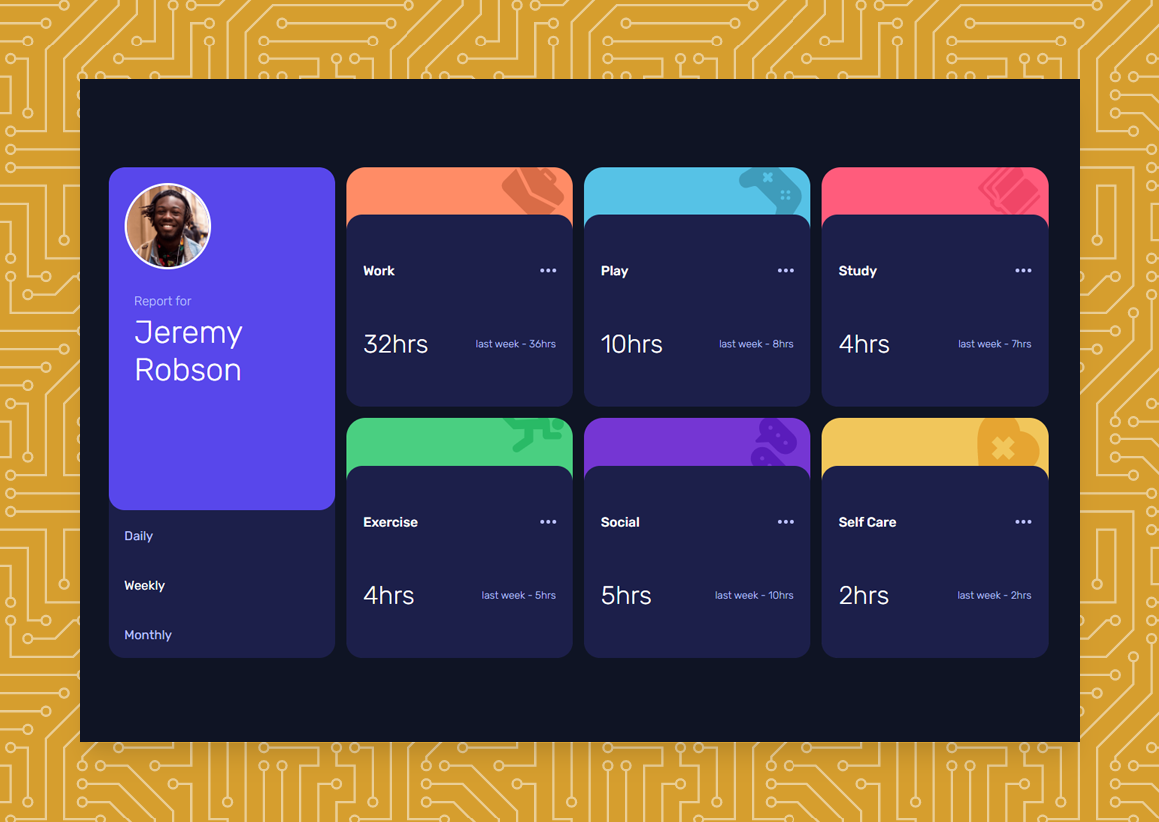 Report for
Jeremy
Robson
Daily
Weekly
Monthly
Work
32hrs
last week - 36hrs
Play
10hrs
last week - 8hrs
Study
4hrs
last week - 7hrs
Exercise
4hrs
last week - 5hrs
Social
5hrs
last week - 10hrs
Self Care
2hrs
last week - 2hrs